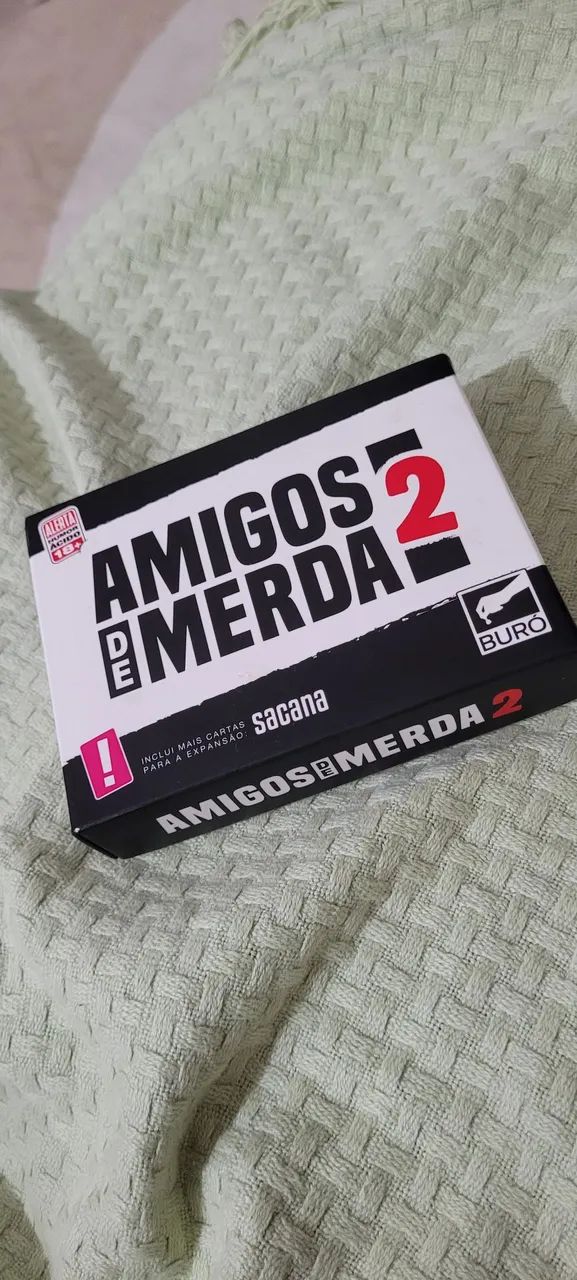 ALERTA
HUMOR
ÁCIDO
18+
AMIGOS
DE MERDA 2
BURÓ
!
INCLUI MAIS CARTAS
PARA A EXPANSÃO: sacana
AMIGOS DE MERDA 2